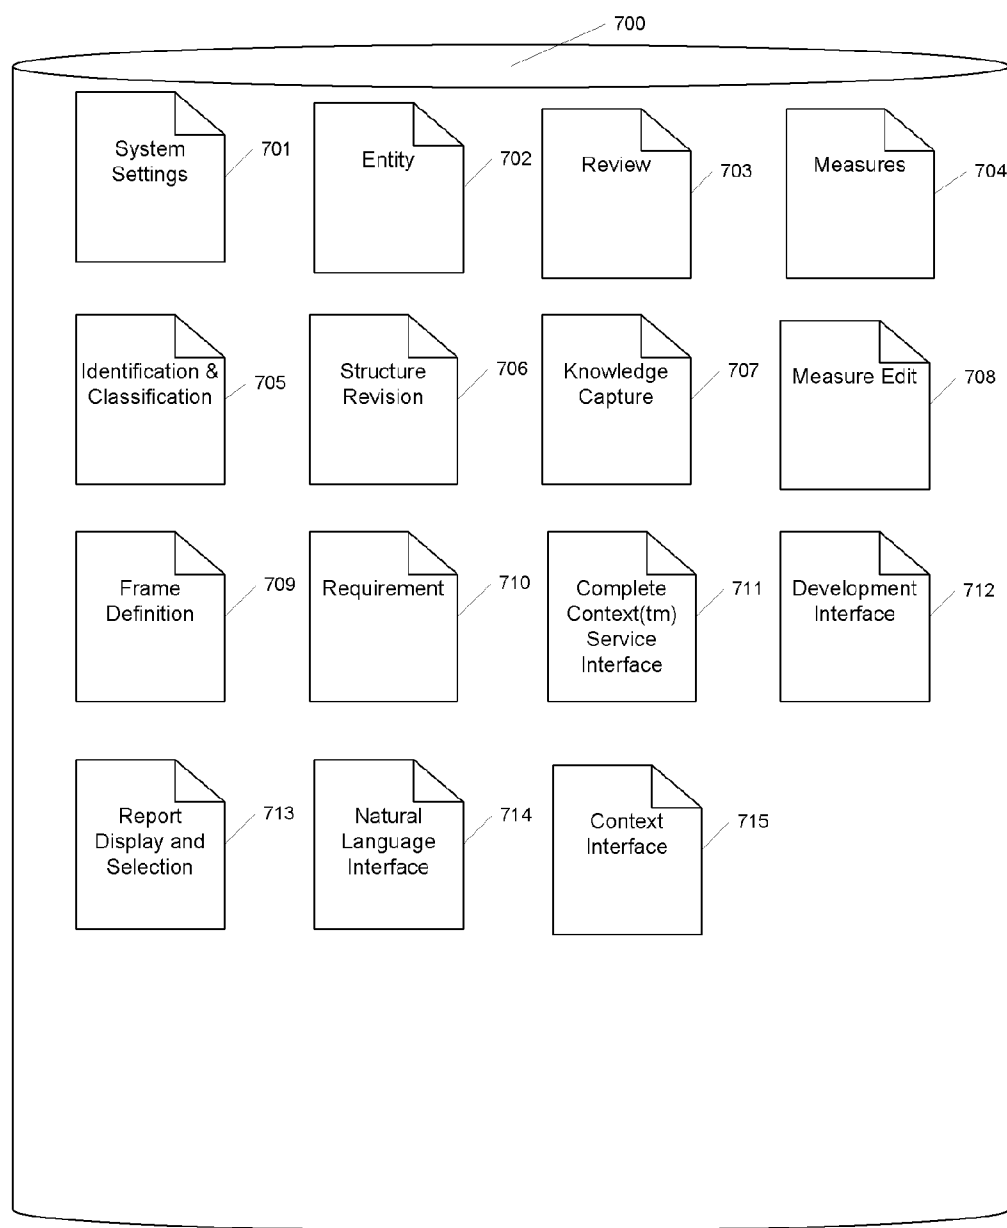 700
System
Settings
701
Entity
702
Review
703
Measures
704
Identification &
Classification
705
Structure
Revision
706
Knowledge
Capture
707
Measure Edit
708
Frame
Definition
709
Requirement
710
Complete
Context(tm)
Service
Interface
711
Development
Interface
712
Report
Display and
Selection
713
Natural
Language
Interface
714
Context
Interface
715